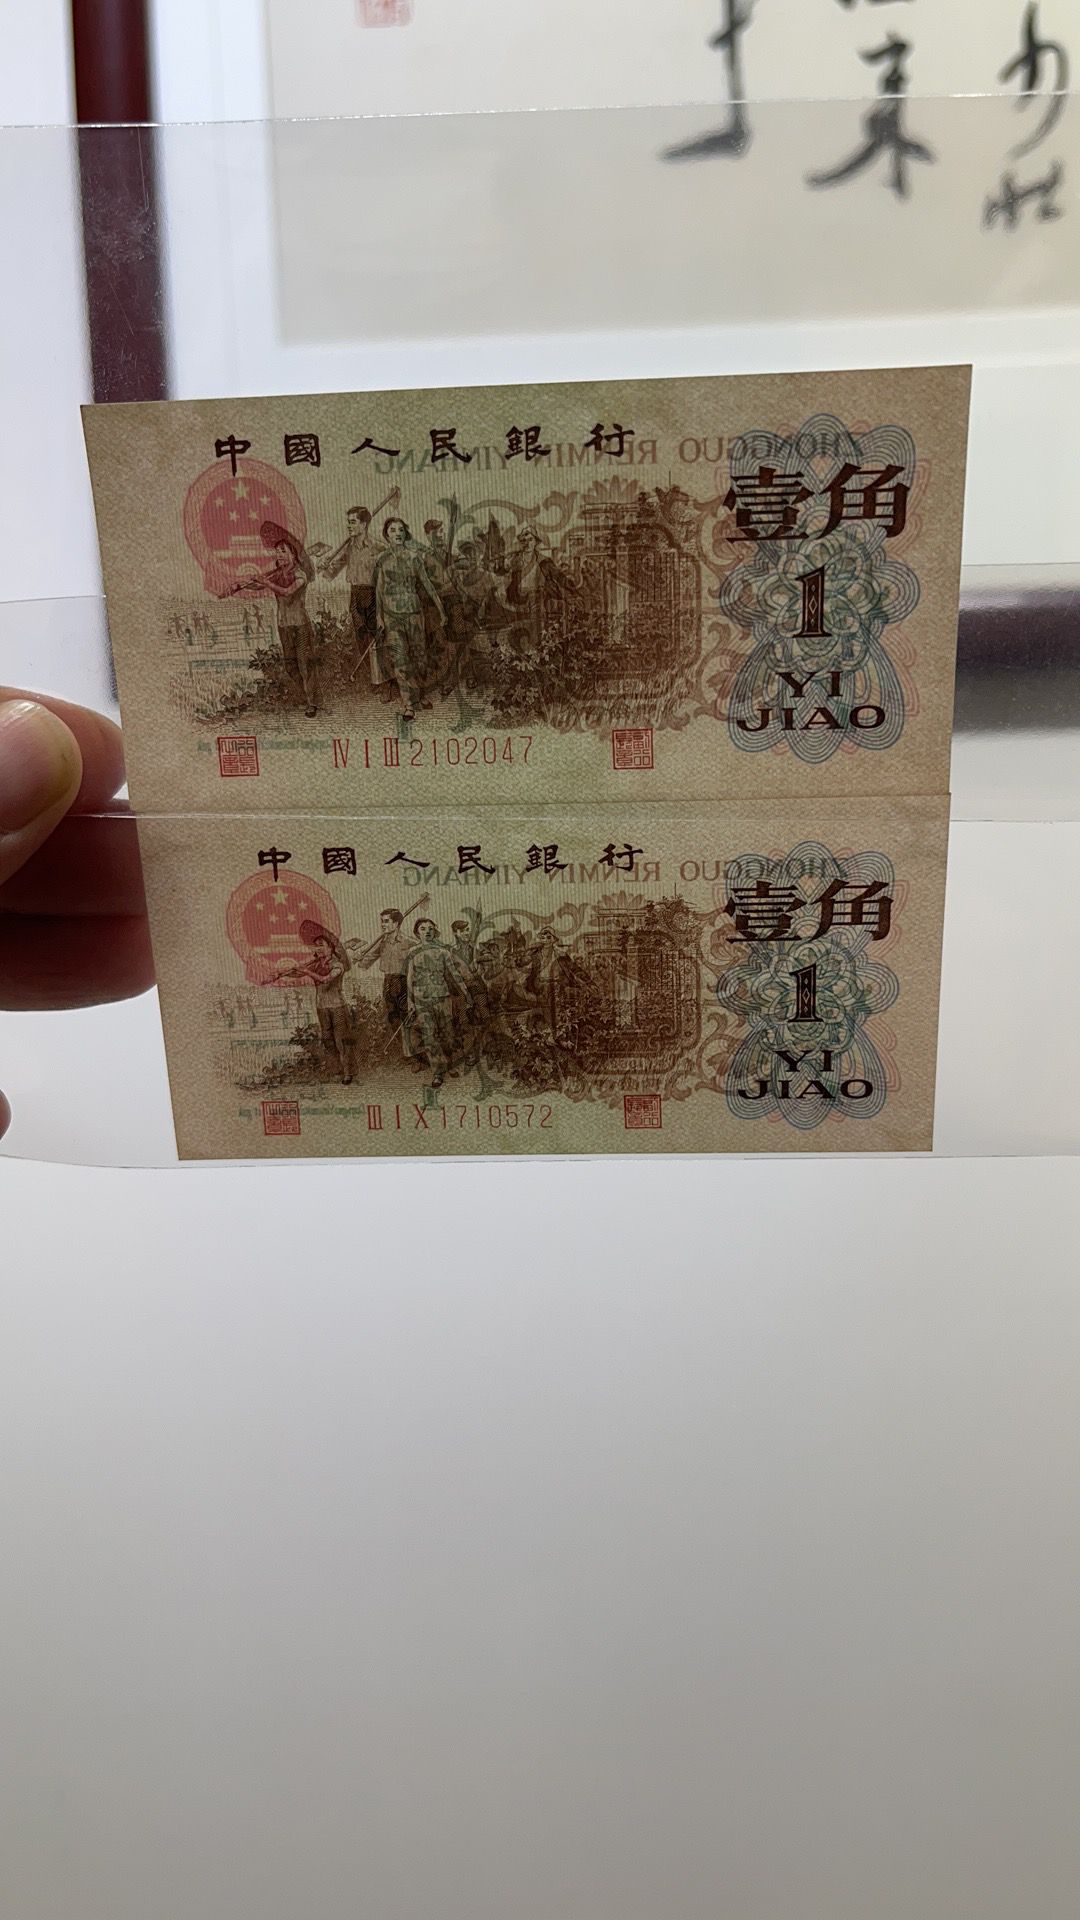 中國人民銀行
ZHONGGUO RENMIN YINHANG
壹角
1
YI
JIAO
Ⅳ Ⅰ Ⅲ 2102047
中國人民銀行
ZHONGGUO RENMIN YINHANG
壹角
1
YI
JIAO
Ⅲ Ⅰ Ⅹ 1710572